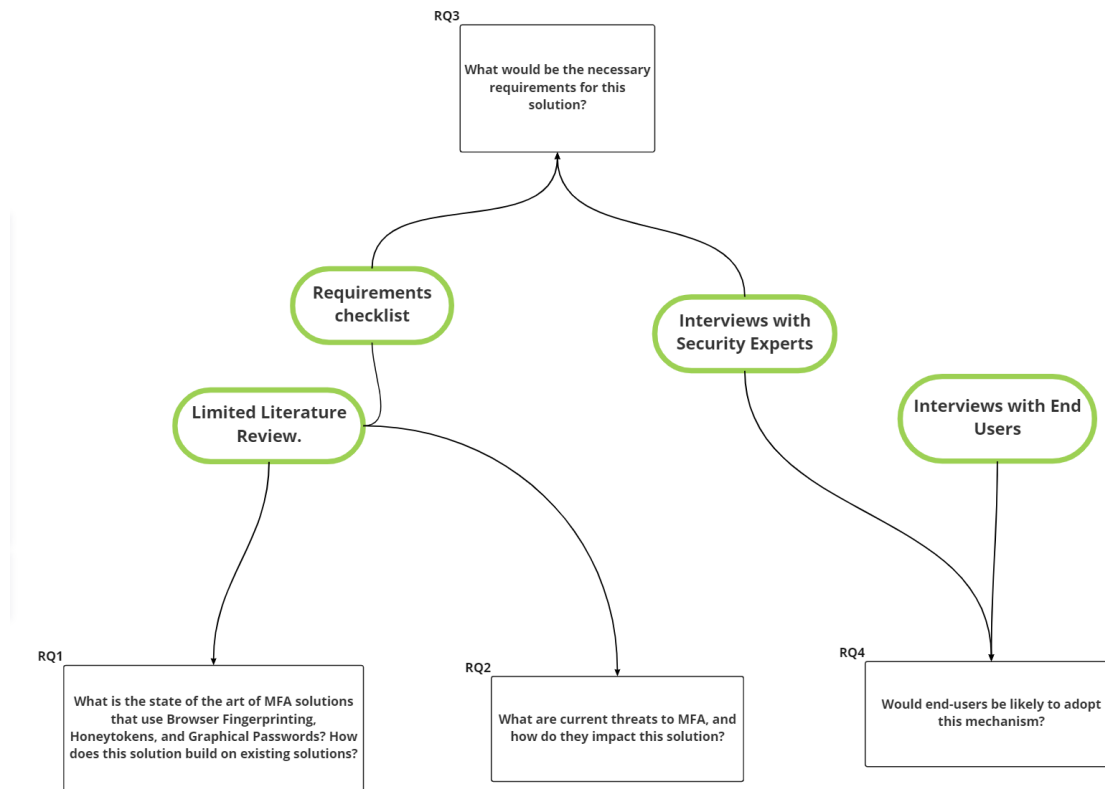 RQ3
What would be the necessary
requirements for this
solution?
Requirements
checklist
Interviews with
Security Experts
Limited Literature
Review.
Interviews with End
Users
RQ1
What is the state of the art of MFA solutions
that use Browser Fingerprinting,
Honeytokens, and Graphical Passwords? How
does this solution build on existing solutions?
RQ2
What are current threats to MFA, and
how do they impact this solution?
RQ4
Would end-users be likely to adopt
this mechanism?